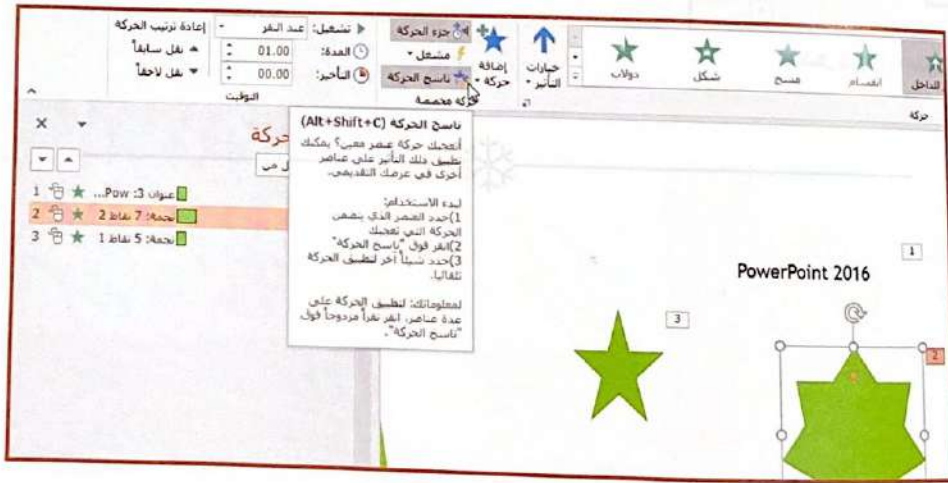 للداخل
انقسام
مسح
شكل
دولاب
خيارات
التأثير
إضافة
حركة
جزء الحركة
مشغل
ناسخ الحركة
حركة مخصصة
تشغيل: عند النقر
المدة: 01.00
التأخير: 00.00
التوقيت
إعادة ترتيب الحركة
نقل سابقاً
نقل لاحقاً
حركة
ناسخ الحركة (Alt+Shift+C)
أتعجبك حركة عنصر معين؟ يمكنك
تطبيق ذلك التأثير على عناصر
أخرى في عرضك التقديمي.
لبدء الاستخدام:
1)حدد العنصر الذي يتضمن
الحركة التي تعجبك
2)انقر فوق "ناسخ الحركة"
3)حدد شيئاً آخر لتطبيق الحركة
تلقائياً.
لمعلوماتك: لتطبيق الحركة على
عدة عناصر، انقر نقراً مزدوجاً فوق
"ناسخ الحركة".
حركة
ل من
1 عنوان 3: Pow...
2 نجمة: 7 نقاط 2
3 نجمة: 5 نقاط 1
1
PowerPoint 2016
3
2